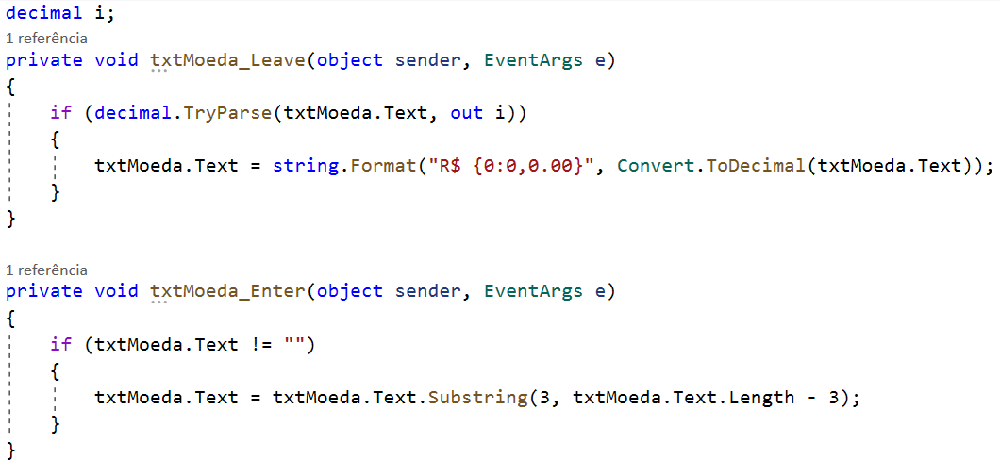 decimal i;
1 referência
private void txtMoeda_Leave(object sender, EventArgs e)
{
    if (decimal.TryParse(txtMoeda.Text, out i))
    {
        txtMoeda.Text = string.Format("R$ {0:0,0.00}", Convert.ToDecimal(txtMoeda.Text));
    }
}
1 referência
private void txtMoeda_Enter(object sender, EventArgs e)
{
    if (txtMoeda.Text != "")
    {
        txtMoeda.Text = txtMoeda.Text.Substring(3, txtMoeda.Text.Length - 3);
    }
}